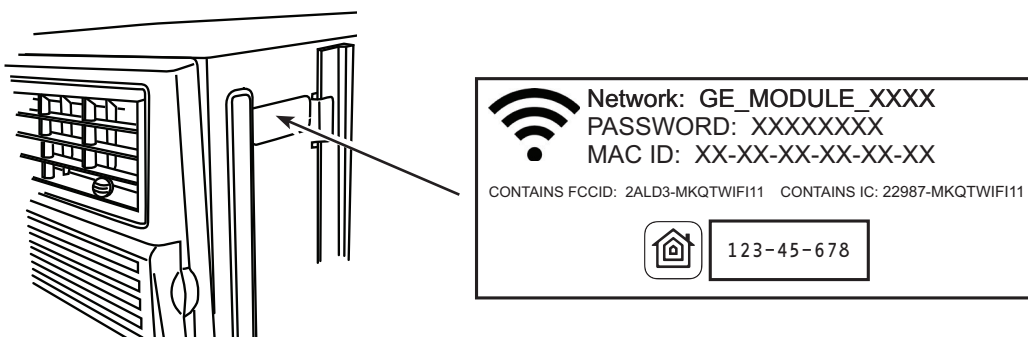 Network: GE_MODULE_XXXX
PASSWORD: XXXXXXXX
MAC ID: XX-XX-XX-XX-XX-XX
CONTAINS FCCID: 2ALD3-MKQTWIFI11 CONTAINS IC: 22987-MKQTWIFI11
123-45-678